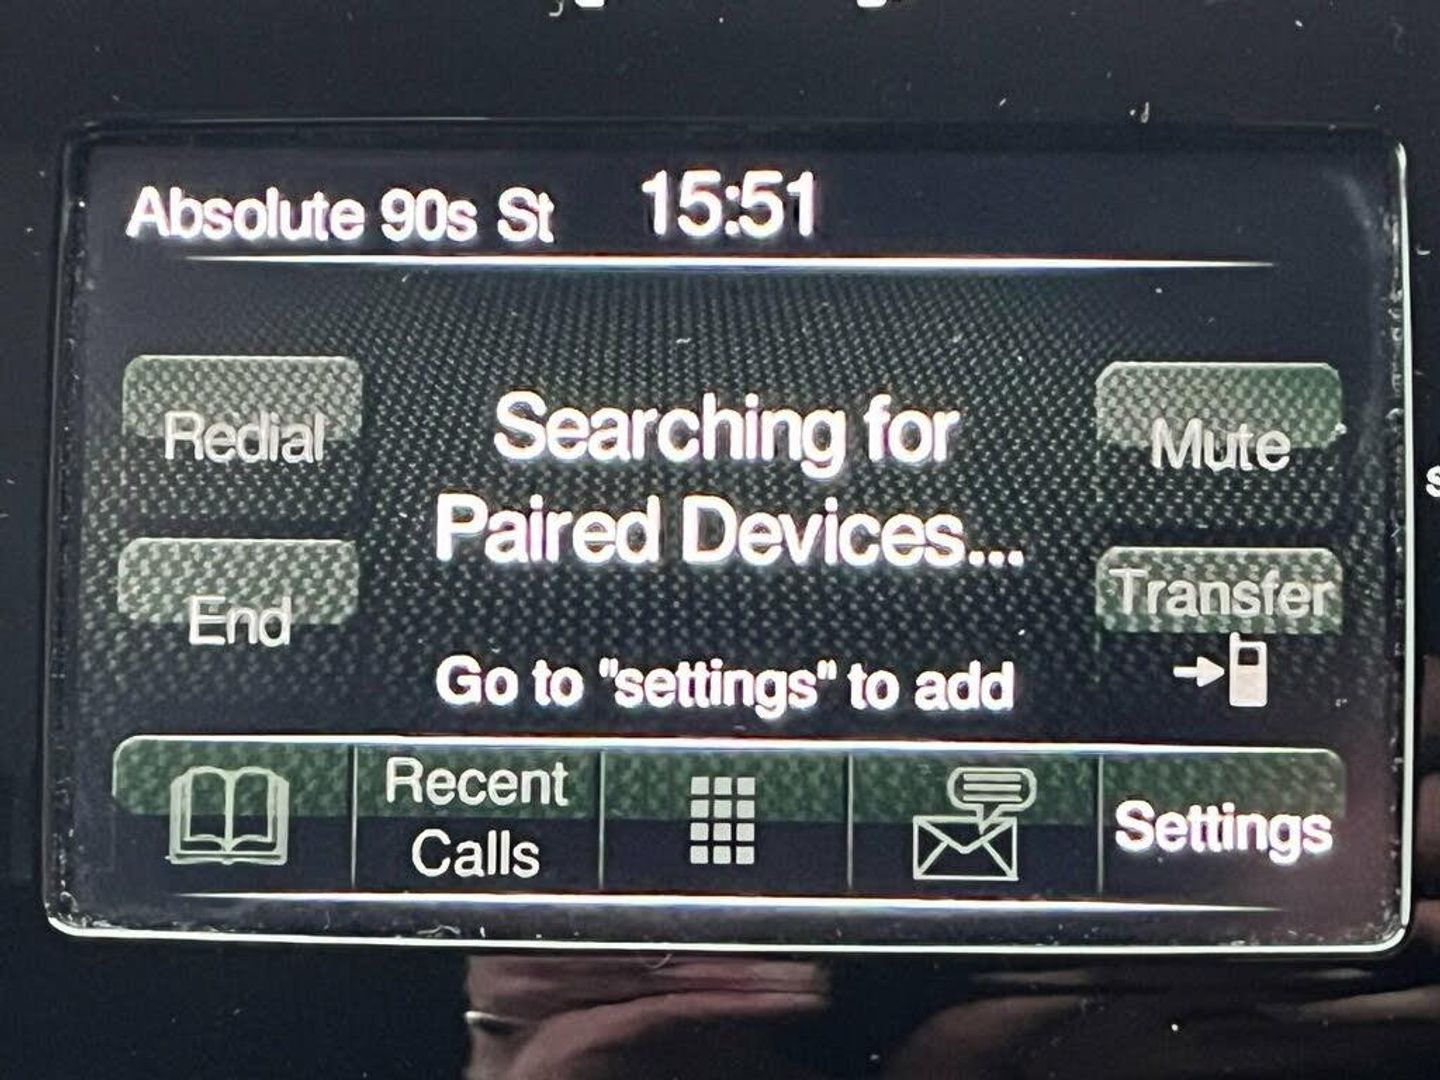 Absolute 90s St 15:51
Redial
Searching for
Paired Devices...
Mute
End
Transfer
Go to "settings" to add
Recent
Calls
Settings